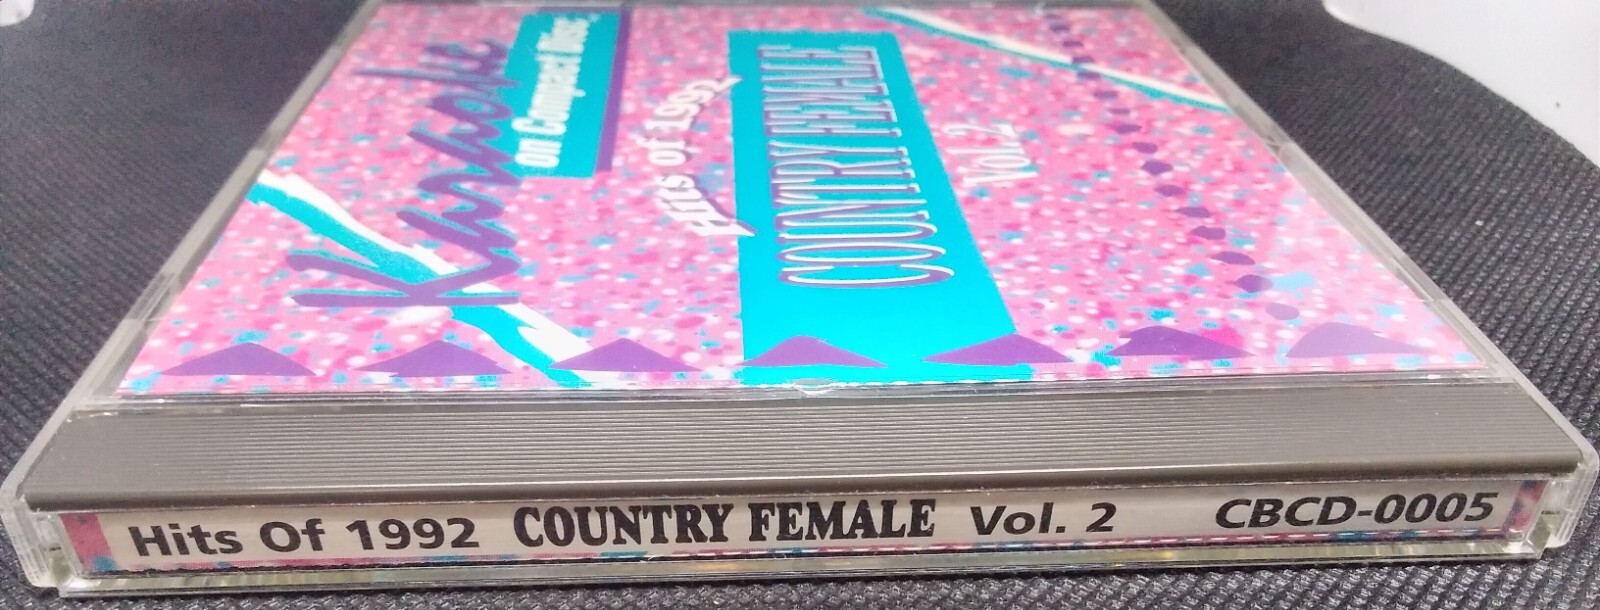 Karaoke
on Compact Disc
Hits of 1992
COUNTRY FEMALE
Vol. 2
Hits Of 1992 COUNTRY FEMALE Vol. 2 CBCD-0005